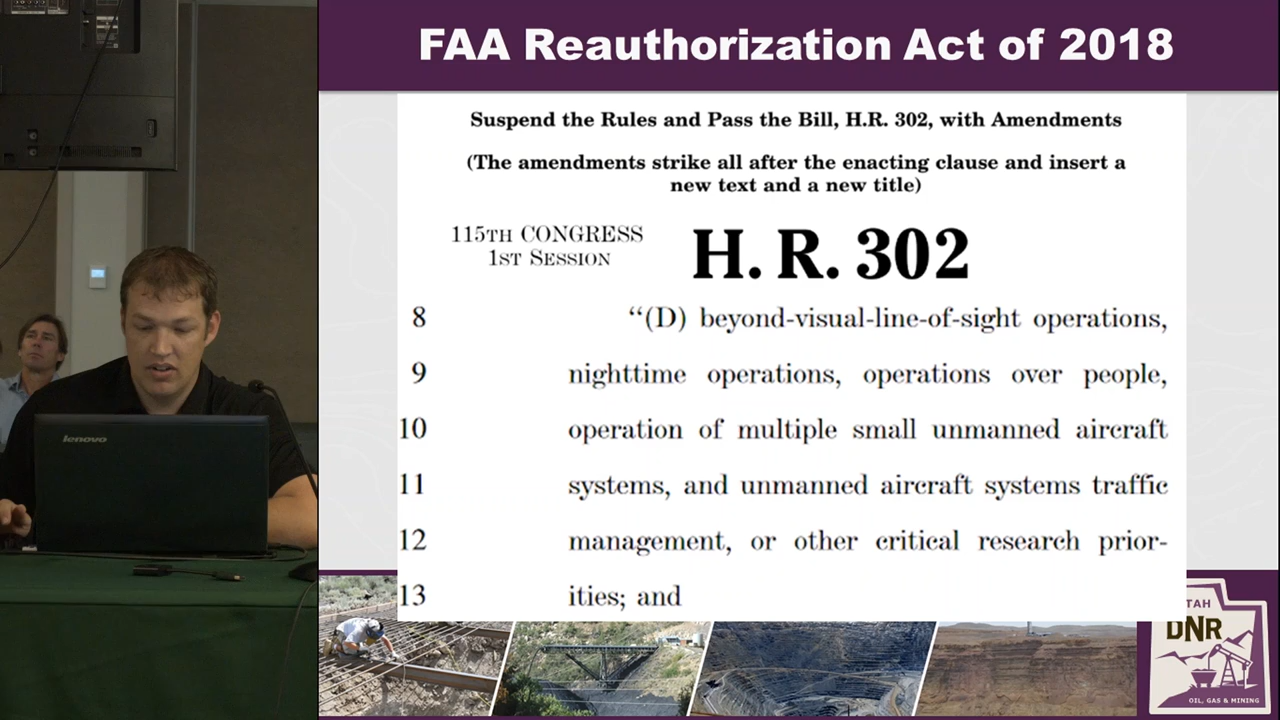 FAA Reauthorization Act of 2018
Suspend the Rules and Pass the Bill, H.R. 302, with Amendments
(The amendments strike all after the enacting clause and insert a
new text and a new title)
115TH CONGRESS
1ST SESSION
H. R. 302
8 “(D) beyond-visual-line-of-sight operations,
9 nighttime operations, operations over people,
10 operation of multiple small unmanned aircraft
11 systems, and unmanned aircraft systems traffic
12 management, or other critical research prior-
13 ities; and
lenovo
TAH
DNR
OIL, GAS & MINING